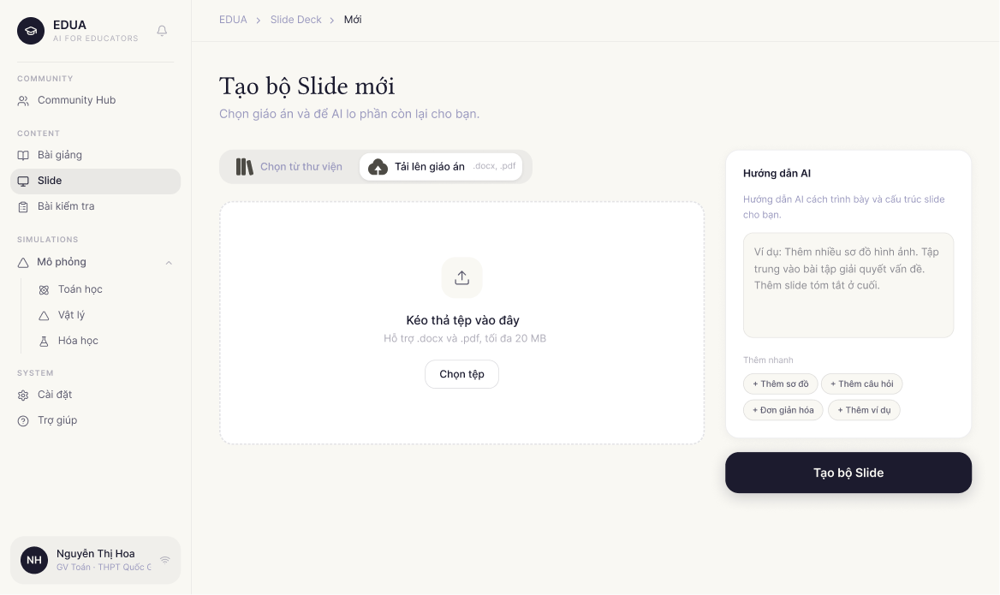 EDUA
AI FOR EDUCATORS
COMMUNITY
Community Hub
CONTENT
Bài giảng
Slide
Bài kiểm tra
SIMULATIONS
Mô phỏng
Toán học
Vật lý
Hóa học
SYSTEM
Cài đặt
Trợ giúp
NH
Nguyễn Thị Hoa
GV Toán · THPT Quốc
EDUA > Slide Deck > Mới
Tạo bộ Slide mới
Chọn giáo án và để AI lo phần còn lại cho bạn.
Chọn từ thư viện
Tải lên giáo án .docx, .pdf
Kéo thả tệp vào đây
Hỗ trợ .docx và .pdf, tối đa 20 MB
Chọn tệp
Hướng dẫn AI
Hướng dẫn AI cách trình bày và cấu trúc slide
cho bạn.
Ví dụ: Thêm nhiều sơ đồ hình ảnh. Tập
trung vào bài tập giải quyết vấn đề.
Thêm slide tóm tắt ở cuối.
Thêm nhanh
+ Thêm sơ đồ
+ Thêm câu hỏi
+ Đơn giản hóa
+ Thêm ví dụ
Tạo bộ Slide